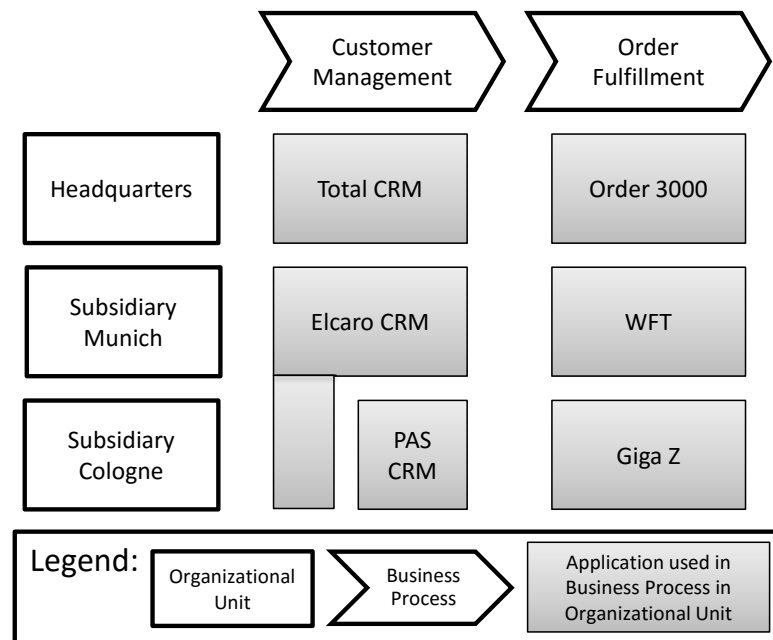 Customer
Management
Order
Fulfillment
Headquarters
Total CRM
Order 3000
Subsidiary
Munich
Elcaro CRM
WFT
Subsidiary
Cologne
PAS
CRM
Giga Z
Legend:
Organizational
Unit
Business
Process
Application used in
Business Process in
Organizational Unit